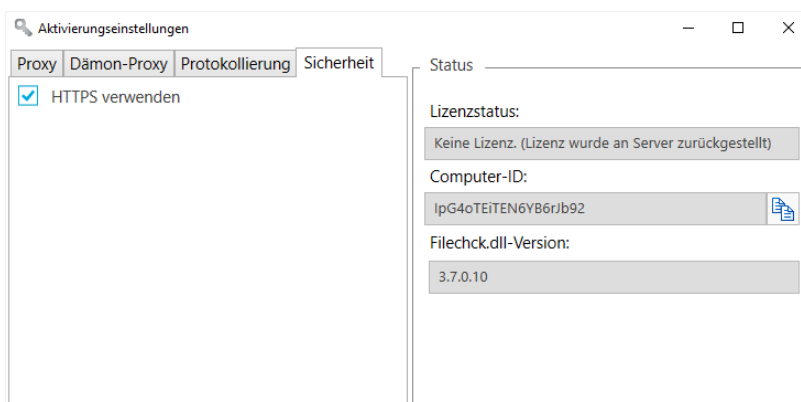 Aktivierungseinstellungen
Proxy Dämon-Proxy Protokollierung Sicherheit
HTTPS verwenden
Status
Lizenzstatus:
Keine Lizenz. (Lizenz wurde an Server zurückgestellt)
Computer-ID:
IpG4oTEiTEN6YB6rJb92
Filechck.dll-Version:
3.7.0.10